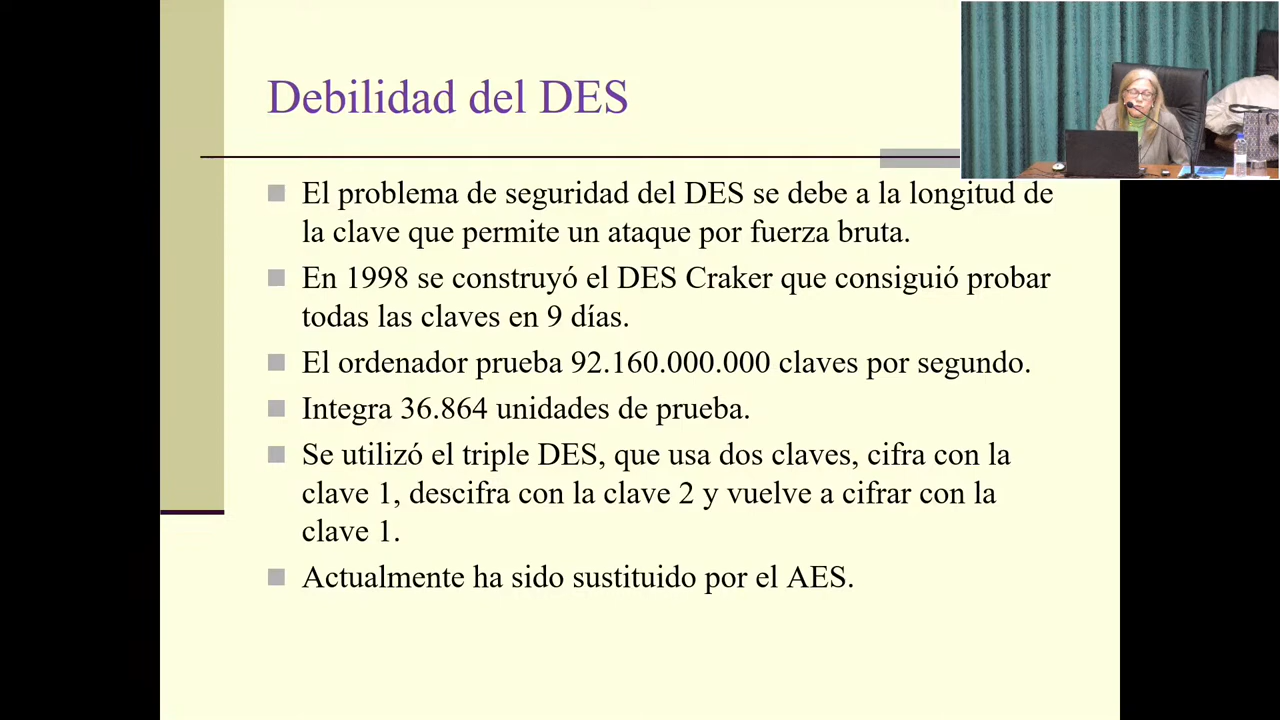 Debilidad del DES
El problema de seguridad del DES se debe a la longitud de
la clave que permite un ataque por fuerza bruta.
En 1998 se construyó el DES Craker que consiguió probar
todas las claves en 9 días.
El ordenador prueba 92.160.000.000 claves por segundo.
Integra 36.864 unidades de prueba.
Se utilizó el triple DES, que usa dos claves, cifra con la
clave 1, descifra con la clave 2 y vuelve a cifrar con la
clave 1.
Actualmente ha sido sustituido por el AES.